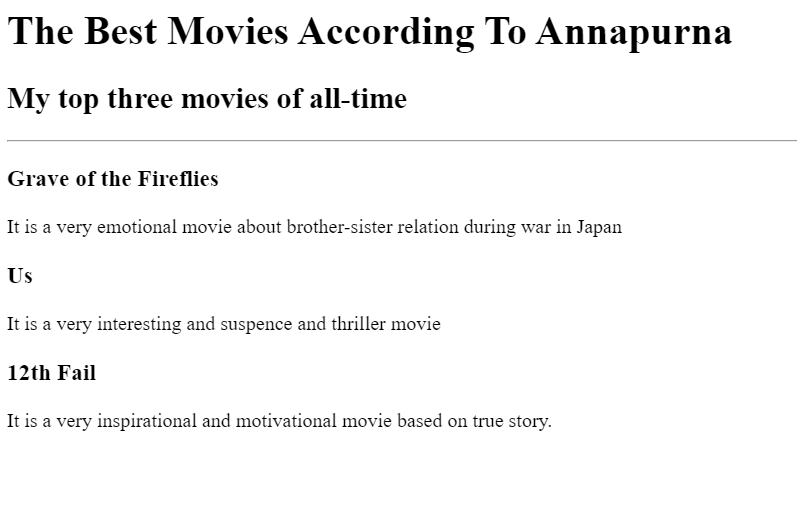 The Best Movies According To Annapurna
My top three movies of all-time
Grave of the Fireflies
It is a very emotional movie about brother-sister relation during war in Japan
Us
It is a very interesting and suspence and thriller movie
12th Fail
It is a very inspirational and motivational movie based on true story.